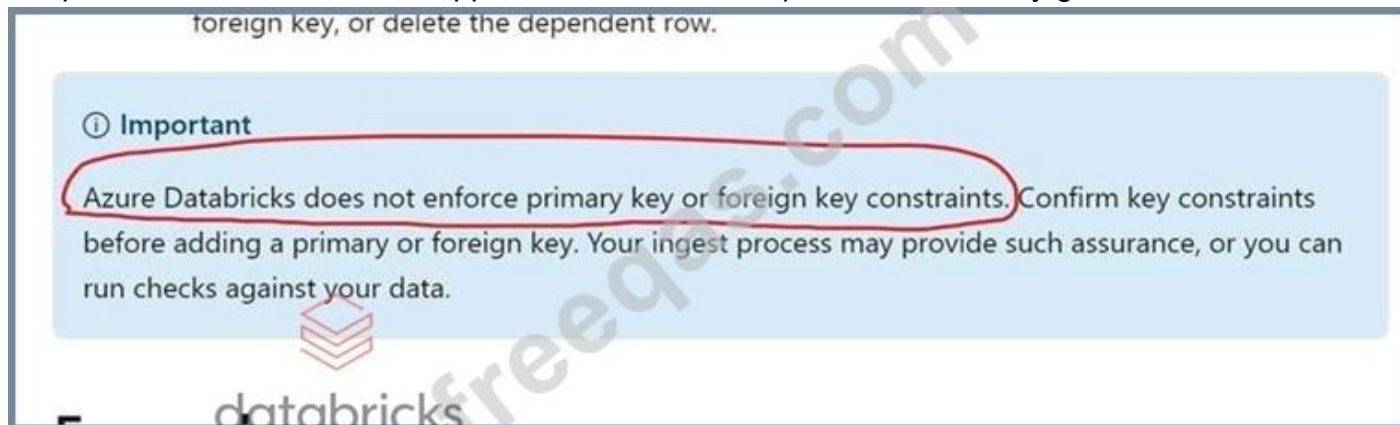 foreign key, or delete the dependent row.
ⓘ Important
Azure Databricks does not enforce primary key or foreign key constraints. Confirm key constraints
before adding a primary or foreign key. Your ingest process may provide such assurance, or you can
run checks against your data.
databricks
freeqas.com